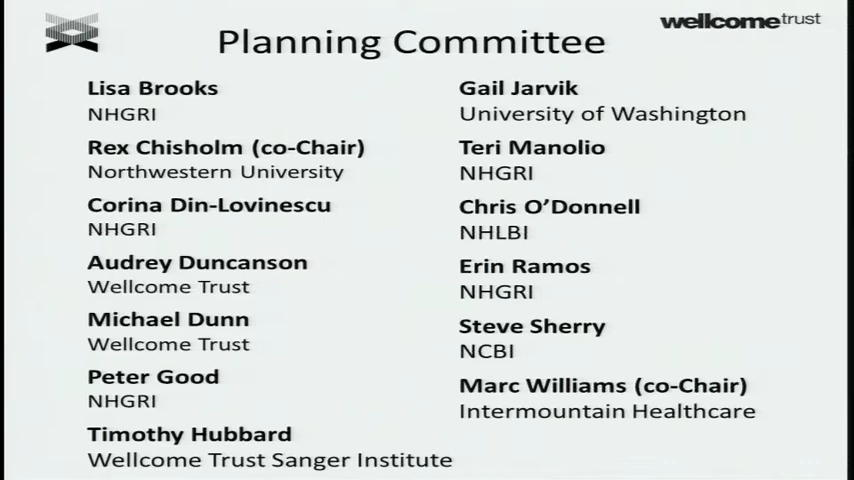 wellcometrust
Planning Committee
Lisa Brooks
NHGRI
Rex Chisholm (co-Chair)
Northwestern University
Corina Din-Lovinescu
NHGRI
Audrey Duncanson
Wellcome Trust
Michael Dunn
Wellcome Trust
Peter Good
NHGRI
Timothy Hubbard
Wellcome Trust Sanger Institute
Gail Jarvik
University of Washington
Teri Manolio
NHGRI
Chris O’Donnell
NHLBI
Erin Ramos
NHGRI
Steve Sherry
NCBI
Marc Williams (co-Chair)
Intermountain Healthcare